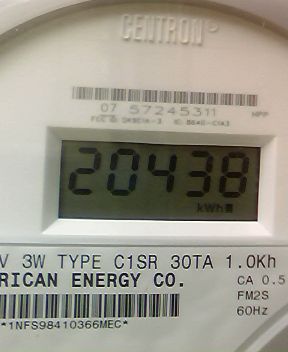 CENTRON®
07 57245311
20438
kWh
V 3W TYPE C1SR 30TA 1.0Kh
RICAN ENERGY CO. CA 0.5
FM2S
60Hz
*1NFS98410366MEC*